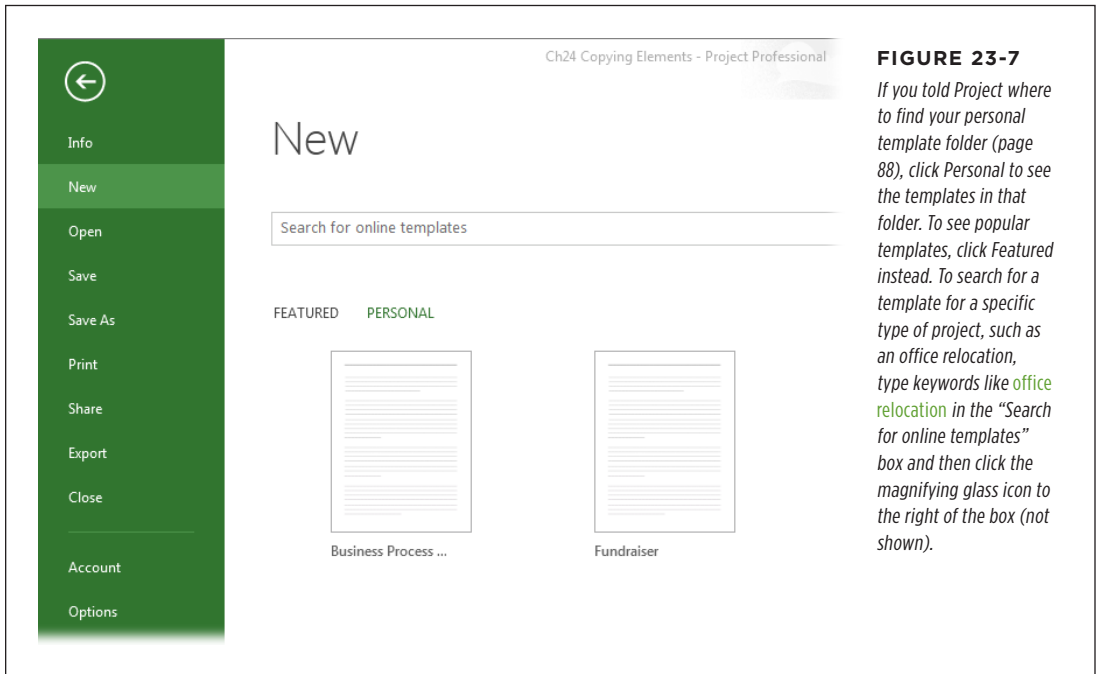 Ch24 Copying Elements - Project Professional
Info
New
Open
Save
Save As
Print
Share
Export
Close
Account
Options
New
Search for online templates
FEATURED PERSONAL
Business Process ...
Fundraiser
FIGURE 23-7
If you told Project where
to find your personal
template folder (page
88), click Personal to see
the templates in that
folder. To see popular
templates, click Featured
instead. To search for a
template for a specific
type of project, such as
an office relocation,
type keywords like office
relocation in the “Search
for online templates”
box and then click the
magnifying glass icon to
the right of the box (not
shown).